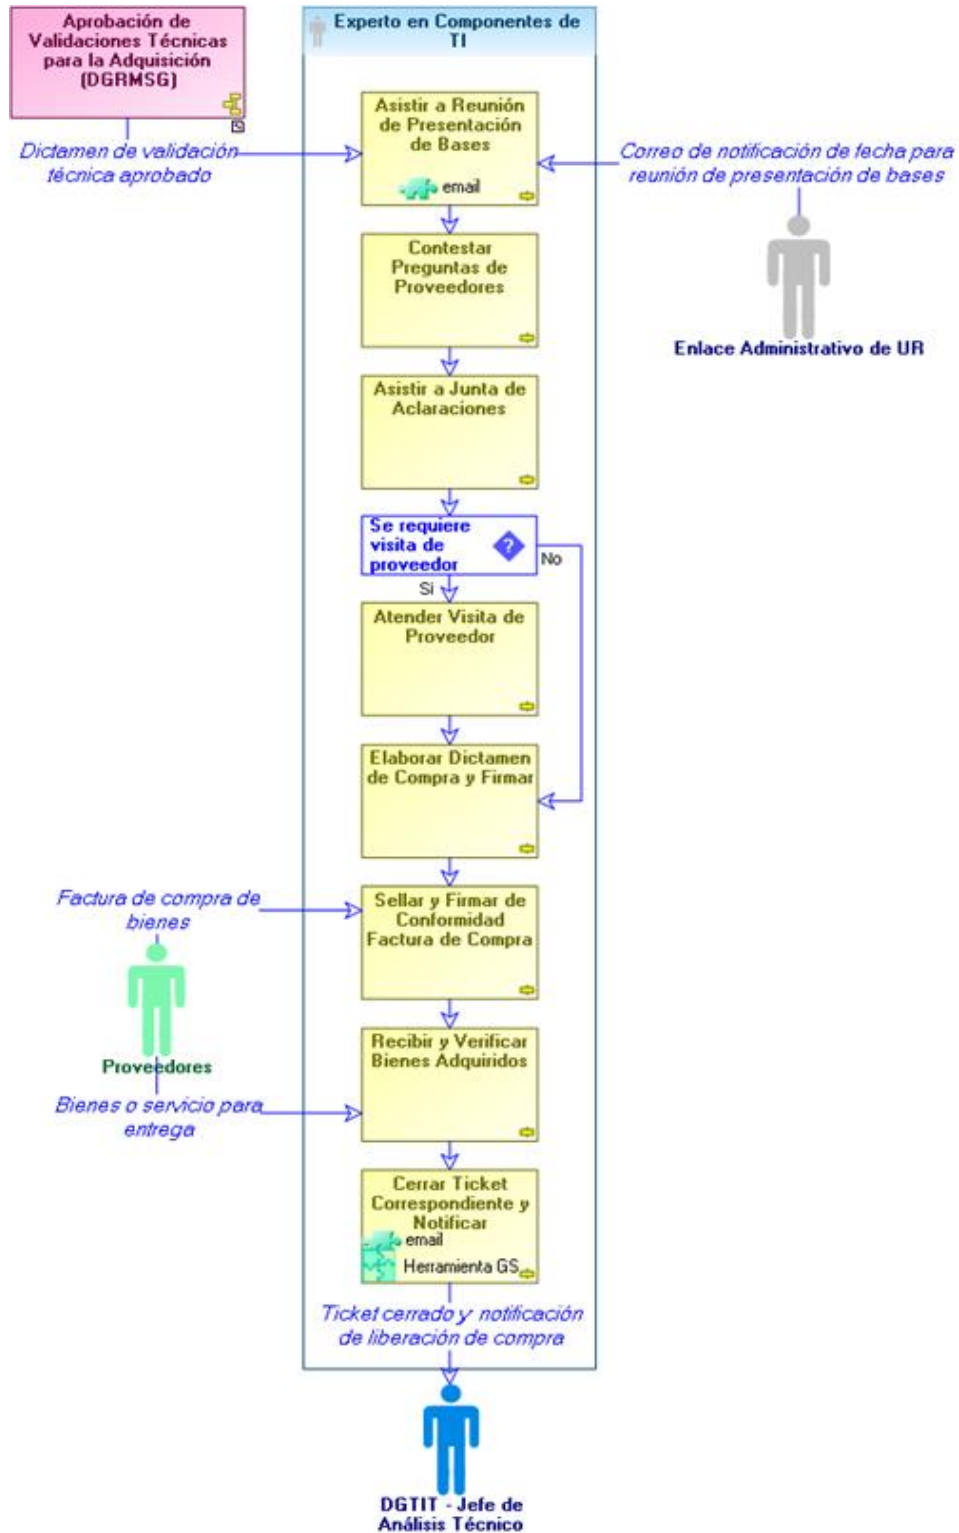 Aprobación de
Validaciones Técnicas
para la Adquisición
(DGRMSG)
Experto en Componentes de
TI
Asistir a Reunión
de Presentación
de Bases
email
Dictamen de validación
técnica aprobado
Correo de notificación de fecha para
reunión de presentación de bases
Enlace Administrativo de UR
Contestar
Preguntas de
Proveedores
Asistir a Junta de
Aclaraciones
Se requiere
visita de
proveedor
?
No
Si
Atender Visita de
Proveedor
Elaborar Dictamen
de Compra y Firmar
Factura de compra de
bienes
Sellar y Firmar de
Conformidad
Factura de Compra
Proveedores
Recibir y Verificar
Bienes Adquiridos
Bienes o servicio para
entrega
Cerrar Ticket
Correspondiente y
Notificar
email
Herramienta GS
Ticket cerrado y notificación
de liberación de compra
DGTIT - Jefe de
Análisis Técnico